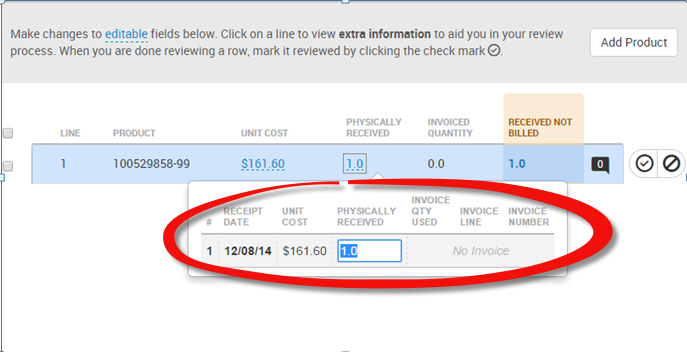 Make changes to editable fields below. Click on a line to view extra information to aid you in your review
process. When you are done reviewing a row, mark it reviewed by clicking the check mark
Add Product
LINE PRODUCT UNIT COST PHYSICALLY RECEIVED INVOICED QUANTITY RECEIVED NOT BILLED
1 100529858-99 $161.60 1.0 0.0 1.0 0
# RECEIPT DATE UNIT COST PHYSICALLY RECEIVED INVOICE QTY USED INVOICE LINE INVOICE NUMBER
1 12/08/14 $161.60 1.0 No Invoice